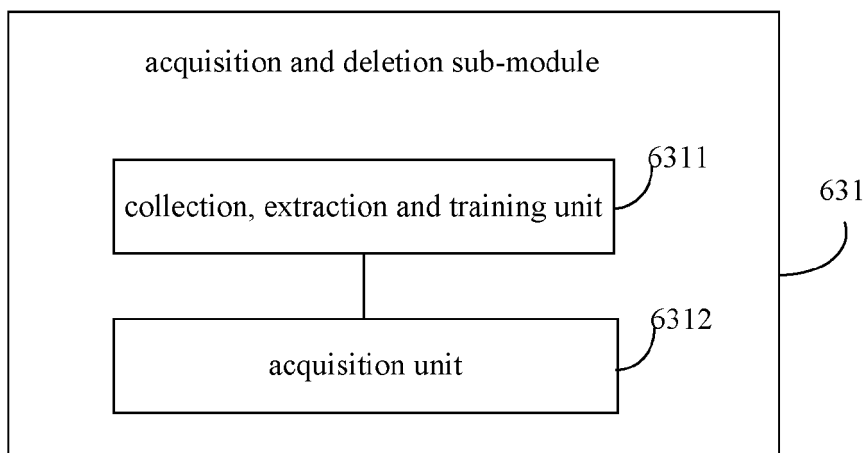 acquisition and deletion sub-module
6311
collection, extraction and training unit
631
6312
acquisition unit